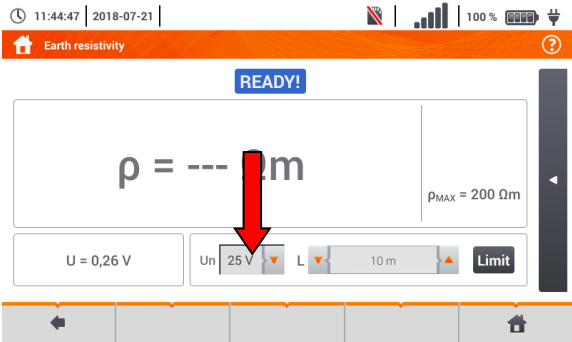 11:44:47 2018-07-21 100 %
Earth resistivity
READY!
ρ = --- Ωm
ρMAX = 200 Ωm
U = 0,26 V Un 25 V L 10 m Limit